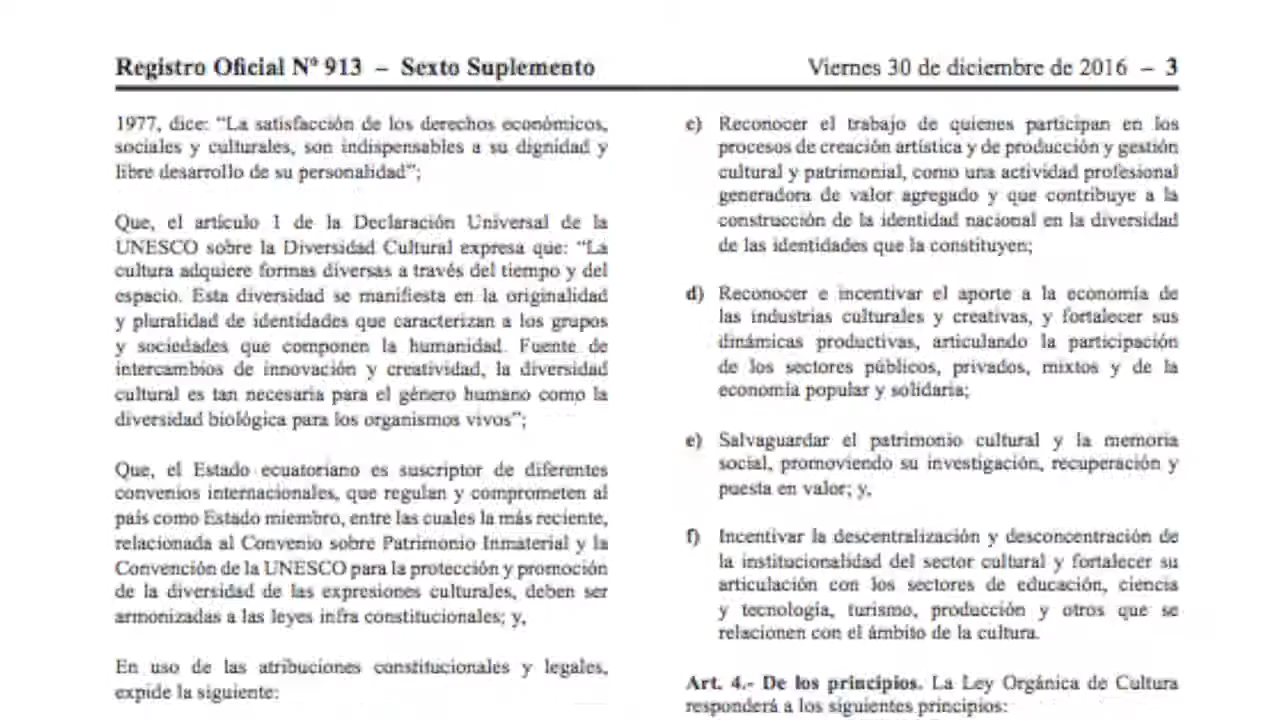 Registro Oficial Nº 913 – Sexto Suplemento
Viernes 30 de diciembre de 2016 – 3
1977, dice: “La satisfacción de los derechos económicos,
sociales y culturales, son indispensables a su dignidad y
libre desarrollo de su personalidad”;
Que, el artículo 1 de la Declaración Universal de la
UNESCO sobre la Diversidad Cultural expresa que: “La
cultura adquiere formas diversas a través del tiempo y del
espacio. Esta diversidad se manifiesta en la originalidad
y pluralidad de identidades que caracterizan a los grupos
y sociedades que componen la humanidad. Fuente de
intercambios de innovación y creatividad, la diversidad
cultural es tan necesaria para el género humano como la
diversidad biológica para los organismos vivos”;
Que, el Estado ecuatoriano es suscriptor de diferentes
convenios internacionales, que regulan y comprometen al
país como Estado miembro, entre las cuales la más reciente,
relacionada al Convenio sobre Patrimonio Inmaterial y la
Convención de la UNESCO para la protección y promoción
de la diversidad de las expresiones culturales, deben ser
armonizadas a las leyes infra constitucionales; y,
En uso de las atribuciones constitucionales y legales,
expide la siguiente:
c) Reconocer el trabajo de quienes participan en los
procesos de creación artística y de producción y gestión
cultural y patrimonial, como una actividad profesional
generadora de valor agregado y que contribuye a la
construcción de la identidad nacional en la diversidad
de las identidades que la constituyen;
d) Reconocer e incentivar el aporte a la economía de
las industrias culturales y creativas, y fortalecer sus
dinámicas productivas, articulando la participación
de los sectores públicos, privados, mixtos y de la
economía popular y solidaria;
e) Salvaguardar el patrimonio cultural y la memoria
social, promoviendo su investigación, recuperación y
puesta en valor; y,
f) Incentivar la descentralización y desconcentración de
la institucionalidad del sector cultural y fortalecer su
articulación con los sectores de educación, ciencia
y tecnología, turismo, producción y otros que se
relacionen con el ámbito de la cultura.
Art. 4.- De los principios. La Ley Orgánica de Cultura
responderá a los siguientes principios: